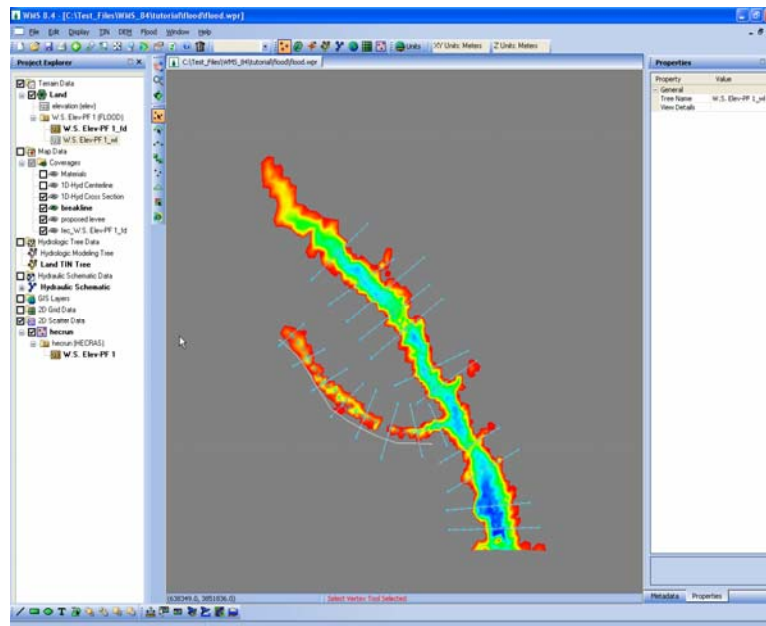 WMS 8.4 - [C:\Test_Files\WMS_84\tutorial\flood\flood.wpr]
File Edit Display TIN DEM Flood Window Help
Units XY Units: Meters Z Units: Meters
Project Explorer
C:\Test_Files\WMS_84\tutorial\flood\flood.wpr
Properties
Terrain Data
Land
elevation (elev)
W.S. Elev-PF 1 (FLOOD)
W.S. Elev-PF 1_fd
W.S. Elev-PF 1_wl
Map Data
Coverages
Materials
1D-Hyd Centerline
1D-Hyd Cross Section
breakline
proposed levee
Hydrologic Tree Data
Hydrologic Modeling Tree
Land TIN Tree
Hydraulic Schematic Data
Hydraulic Schematic
GIS Layers
2D Grid Data
2D Scatter Data
hecrun
hecrun (HECRAS)
W.S. Elev-PF 1
Property Value
General
Tree Name W.S. Elev-PF 1_wl
View Details
Select Vertex Tool Selected
Metadata Properties